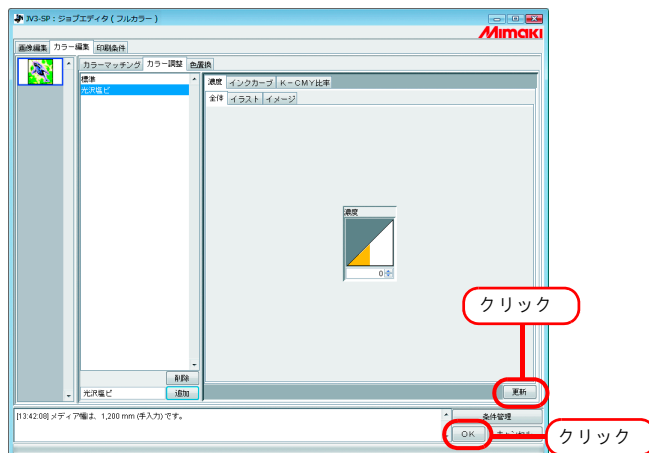 JV3-SP : ジョブエディタ ( フルカラー )
Mimaki
画像編集 カラー編集 印刷条件
カラーマッチング カラー調整 色置換
標準
光沢塩ビ
濃度 インクカーブ K－CMY比率
全体 イラスト イメージ
濃度
0
クリック
削除
光沢塩ビ 追加
更新
[13:42:08] メディア幅は、1,200 mm (手入力) です。
条件管理
OK
クリック